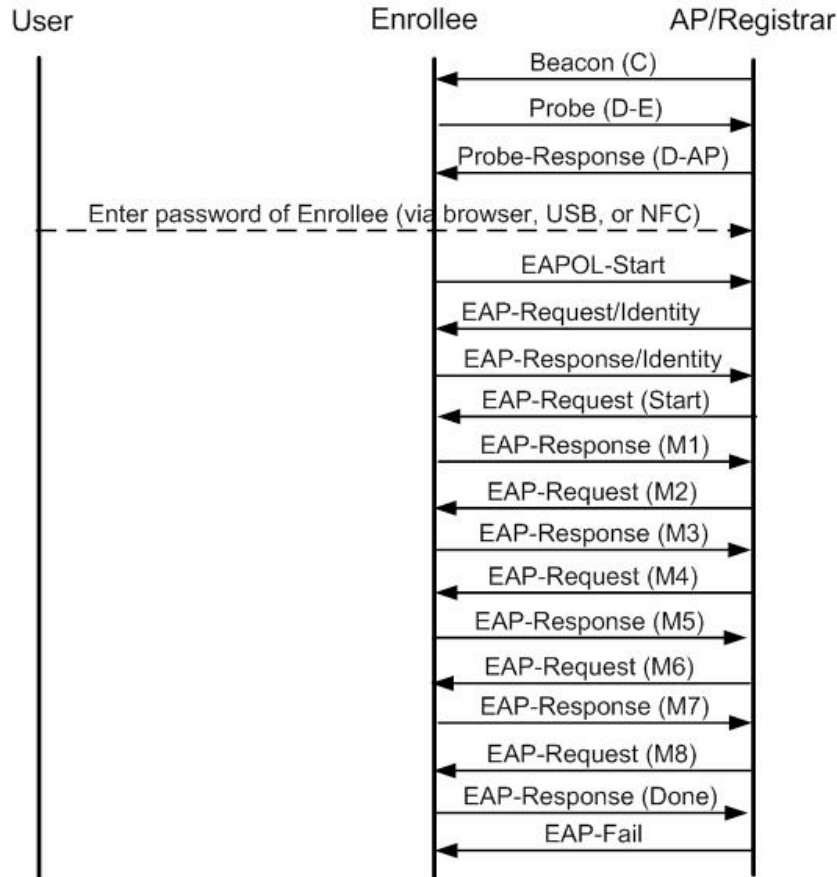 User Enrollee AP/Registrar
Beacon (C)
Probe (D-E)
Probe-Response (D-AP)
Enter password of Enrollee (via browser, USB, or NFC)
EAPOL-Start
EAP-Request/Identity
EAP-Response/Identity
EAP-Request (Start)
EAP-Response (M1)
EAP-Request (M2)
EAP-Response (M3)
EAP-Request (M4)
EAP-Response (M5)
EAP-Request (M6)
EAP-Response (M7)
EAP-Request (M8)
EAP-Response (Done)
EAP-Fail